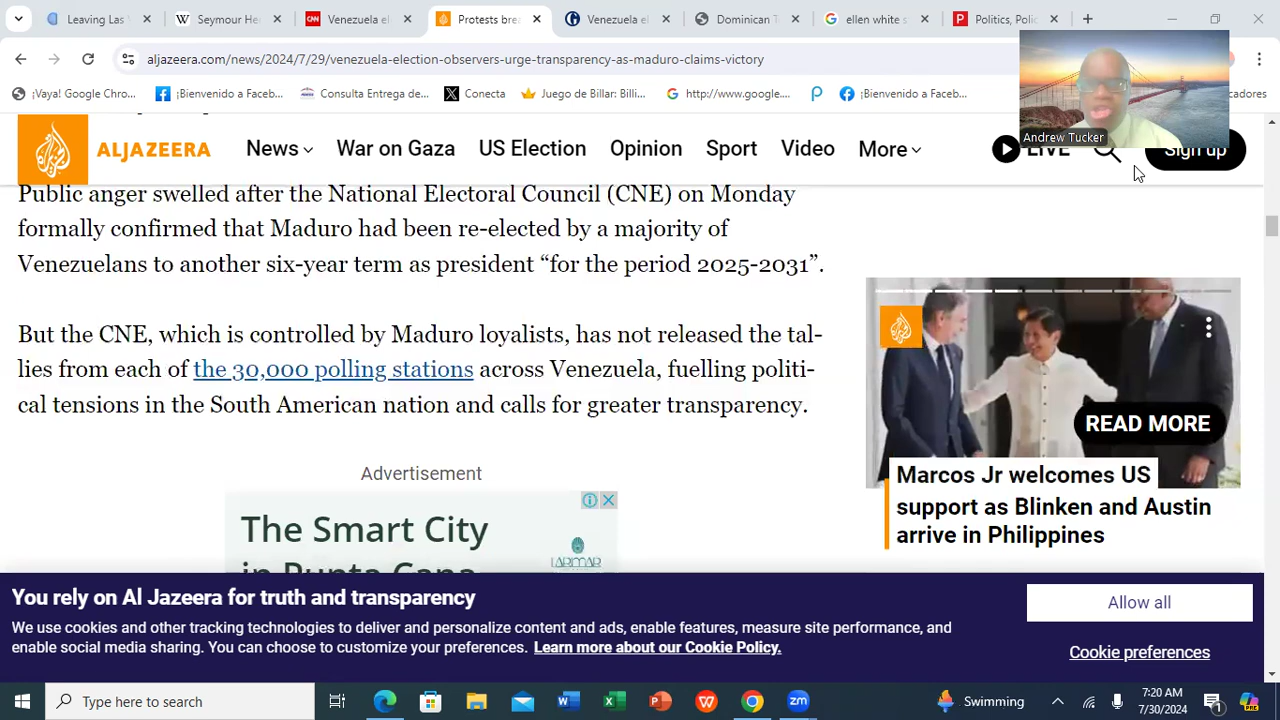 Leaving Las V
Seymour He
Venezuela el
Protests brea
Venezuela el
Dominican T
ellen white s
Politics, Poli
aljazeera.com/news/2024/7/29/venezuela-election-observers-urge-transparency-as-maduro-claims-victory
¡Vaya! Google Chro...
¡Bienvenido a Faceb...
Consulta Entrega de...
Conecta
Juego de Billar: Billi...
http://www.google....
¡Bienvenido a Faceb...
cadores
Andrew Tucker
ALJAZEERA
News
War on Gaza
US Election
Opinion
Sport
Video
More
LIVE
Sign up
Public anger swelled after the National Electoral Council (CNE) on Monday
formally confirmed that Maduro had been re-elected by a majority of
Venezuelans to another six-year term as president “for the period 2025-2031”.
But the CNE, which is controlled by Maduro loyalists, has not released the tal-
lies from each of the 30,000 polling stations across Venezuela, fuelling politi-
cal tensions in the South American nation and calls for greater transparency.
READ MORE
Marcos Jr welcomes US
support as Blinken and Austin
arrive in Philippines
Advertisement
The Smart City
in Punta Cana
LARIMAR
You rely on Al Jazeera for truth and transparency
We use cookies and other tracking technologies to deliver and personalize content and ads, enable features, measure site performance, and
enable social media sharing. You can choose to customize your preferences. Learn more about our Cookie Policy.
Allow all
Cookie preferences
Type here to search
Swimming
7:20 AM
7/30/2024